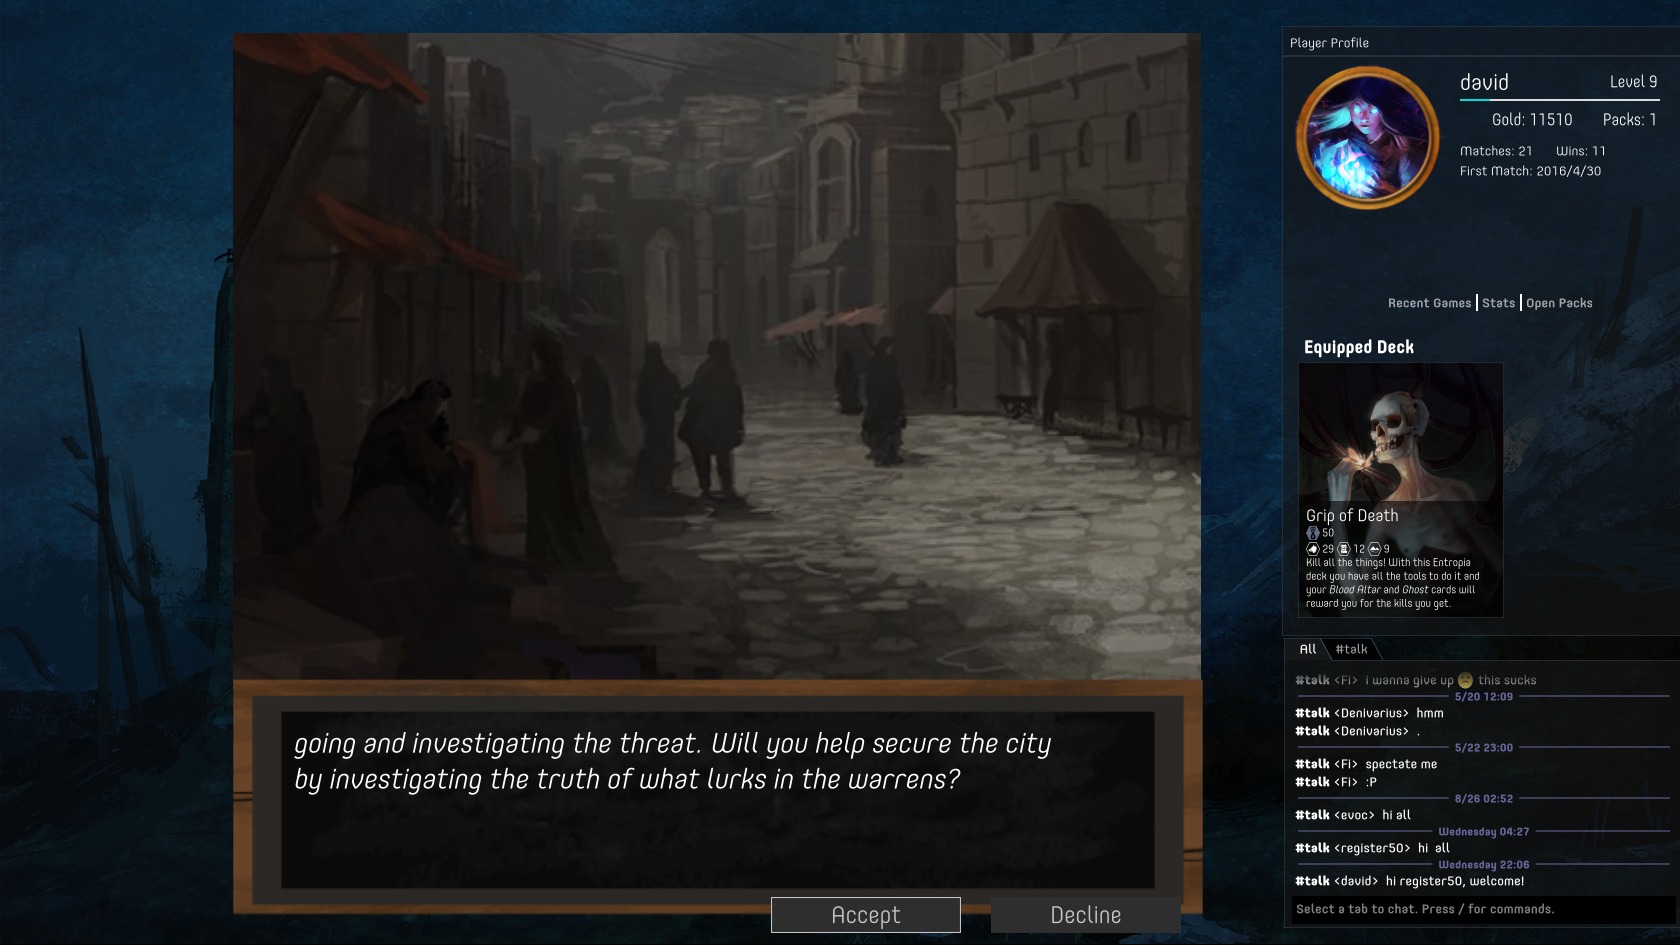 going and investigating the threat. Will you help secure the city
by investigating the truth of what lurks in the warrens?
Accept
Decline
Player Profile
david
Level 9
Gold: 11510
Packs: 1
Matches: 21
Wins: 11
First Match: 2016/4/30
Recent Games
Stats
Open Packs
Equipped Deck
Grip of Death
50
29 12 9
Kill all the things! With this Entropia
deck you have all the tools to do it and
your Blood Altar and Ghost cards will
reward you for the kills you get.
All
#talk
#talk <Fi> i wanna give up this sucks
5/20 12:09
#talk <Denivarius> hmm
#talk <Denivarius> .
5/22 23:00
#talk <Fi> spectate me
#talk <Fi> :P
8/26 02:52
#talk <evoc> hi all
Wednesday 04:27
#talk <register50> hi all
Wednesday 22:06
#talk <david> hi register50, welcome!
Select a tab to chat. Press / for commands.